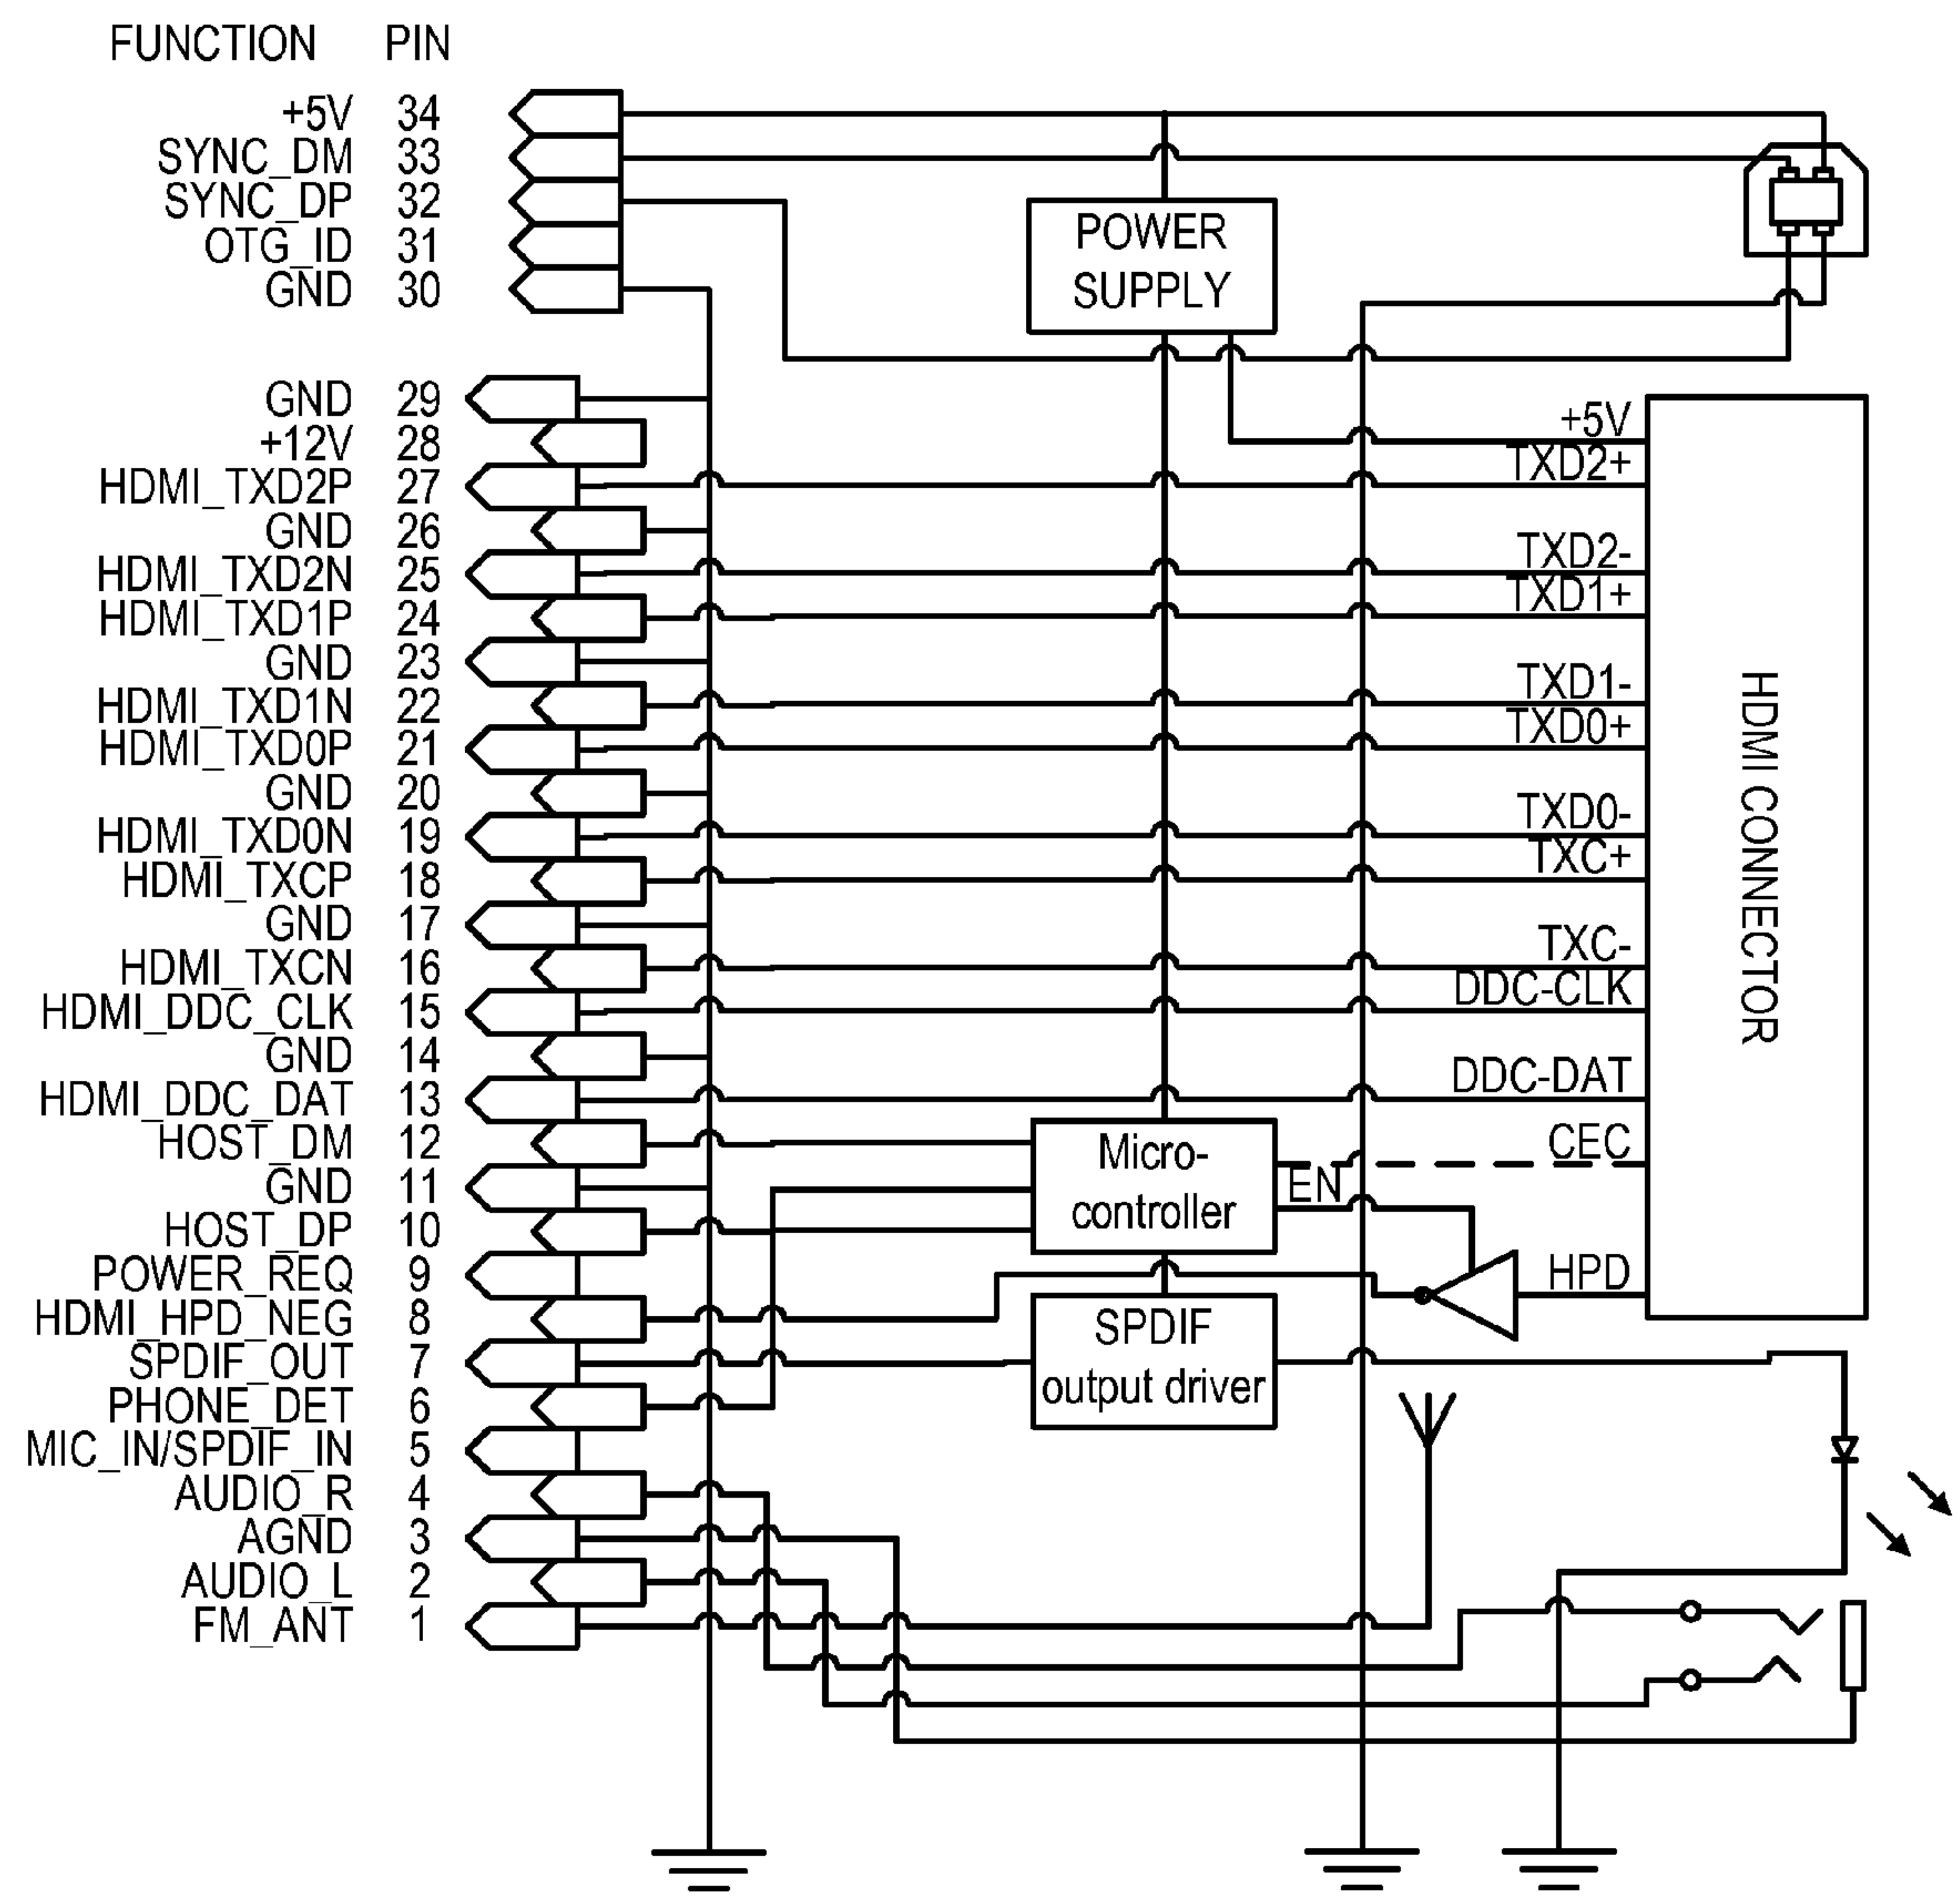 FUNCTION PIN
+5V 34
SYNC_DM 33
SYNC_DP 32
OTG_ID 31
GND 30
POWER
SUPPLY
GND 29
+12V 28
HDMI_TXD2P 27
GND 26
HDMI_TXD2N 25
HDMI_TXD1P 24
GND 23
HDMI_TXD1N 22
HDMI_TXD0P 21
GND 20
HDMI_TXD0N 19
HDMI_TXCP 18
GND 17
HDMI_TXCN 16
HDMI_DDC_CLK 15
GND 14
HDMI_DDC_DAT 13
HOST_DM 12
GND 11
HOST_DP 10
POWER_REQ 9
HDMI_HPD_NEG 8
SPDIF_OUT 7
PHONE_DET 6
MIC_IN/SPDIF_IN 5
AUDIO_R 4
AGND 3
AUDIO_L 2
FM_ANT 1
+5V
TXD2+
TXD2-
TXD1+
TXD1-
TXD0+
TXD0-
TXC+
TXC-
DDC-CLK
DDC-DAT
CEC
EN
HPD
HDMI CONNECTOR
Micro-
controller
SPDIF
output driver